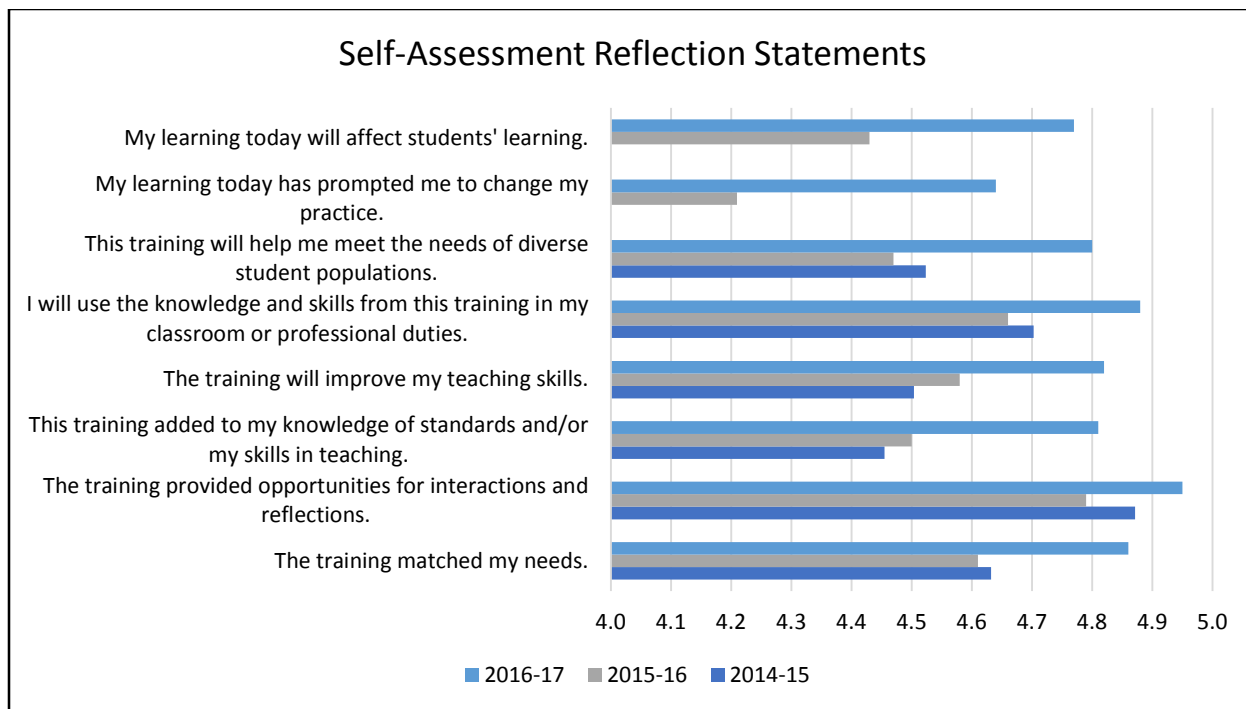 Self-Assessment Reflection Statements
My learning today will affect students' learning.
My learning today has prompted me to change my
practice.
This training will help me meet the needs of diverse
student populations.
I will use the knowledge and skills from this training in my
classroom or professional duties.
The training will improve my teaching skills.
This training added to my knowledge of standards and/or
my skills in teaching.
The training provided opportunities for interactions and
reflections.
The training matched my needs.
4.0 4.1 4.2 4.3 4.4 4.5 4.6 4.7 4.8 4.9 5.0
2016-17 2015-16 2014-15